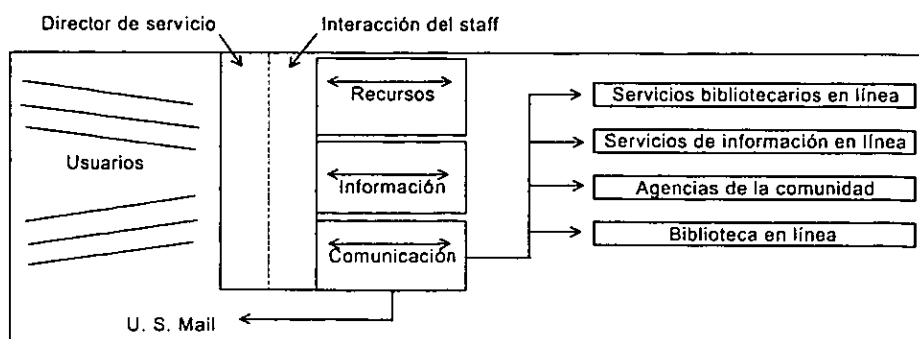 Director de servicio
Interacción del staff
Recursos
Usuarios
Información
Comunicación
Servicios bibliotecarios en línea
Servicios de información en línea
Agencias de la comunidad
Biblioteca en línea
U. S. Mail